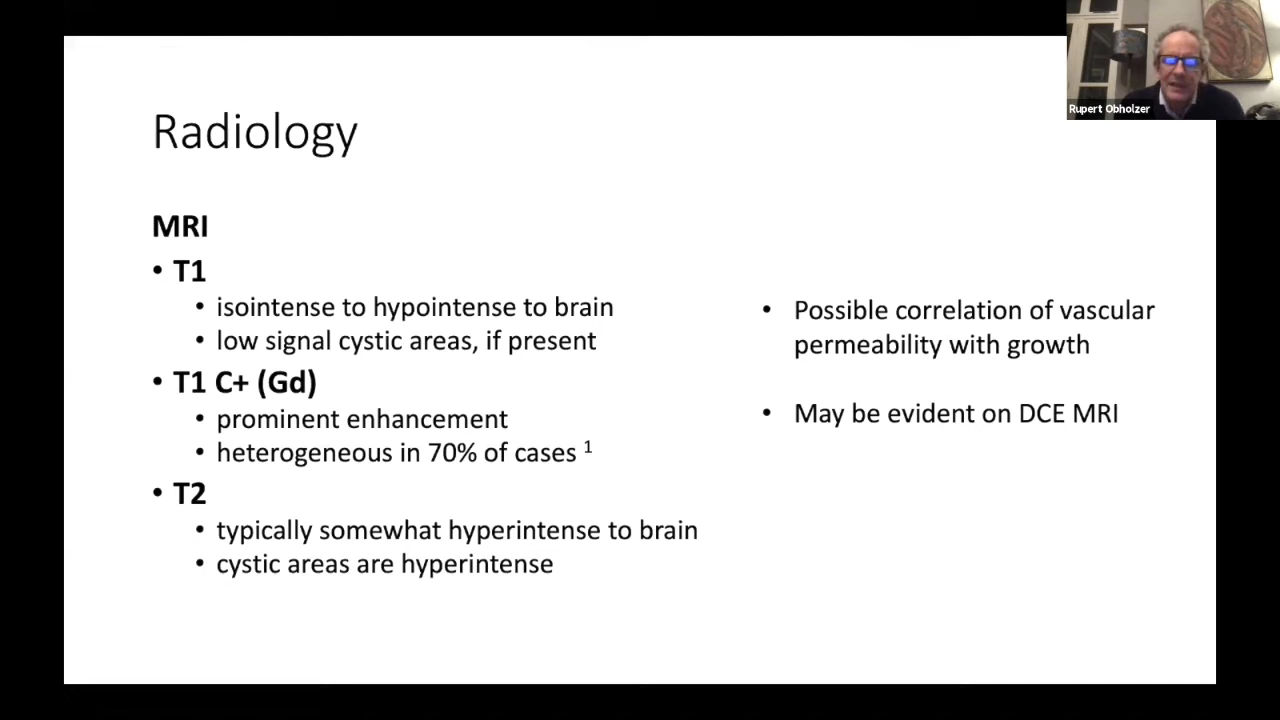 Radiology
MRI
• T1
• isointense to hypointense to brain
• low signal cystic areas, if present
• T1 C+ (Gd)
• prominent enhancement
• heterogeneous in 70% of cases 1
• T2
• typically somewhat hyperintense to brain
• cystic areas are hyperintense
• Possible correlation of vascular
permeability with growth
• May be evident on DCE MRI
Rupert Obholzer